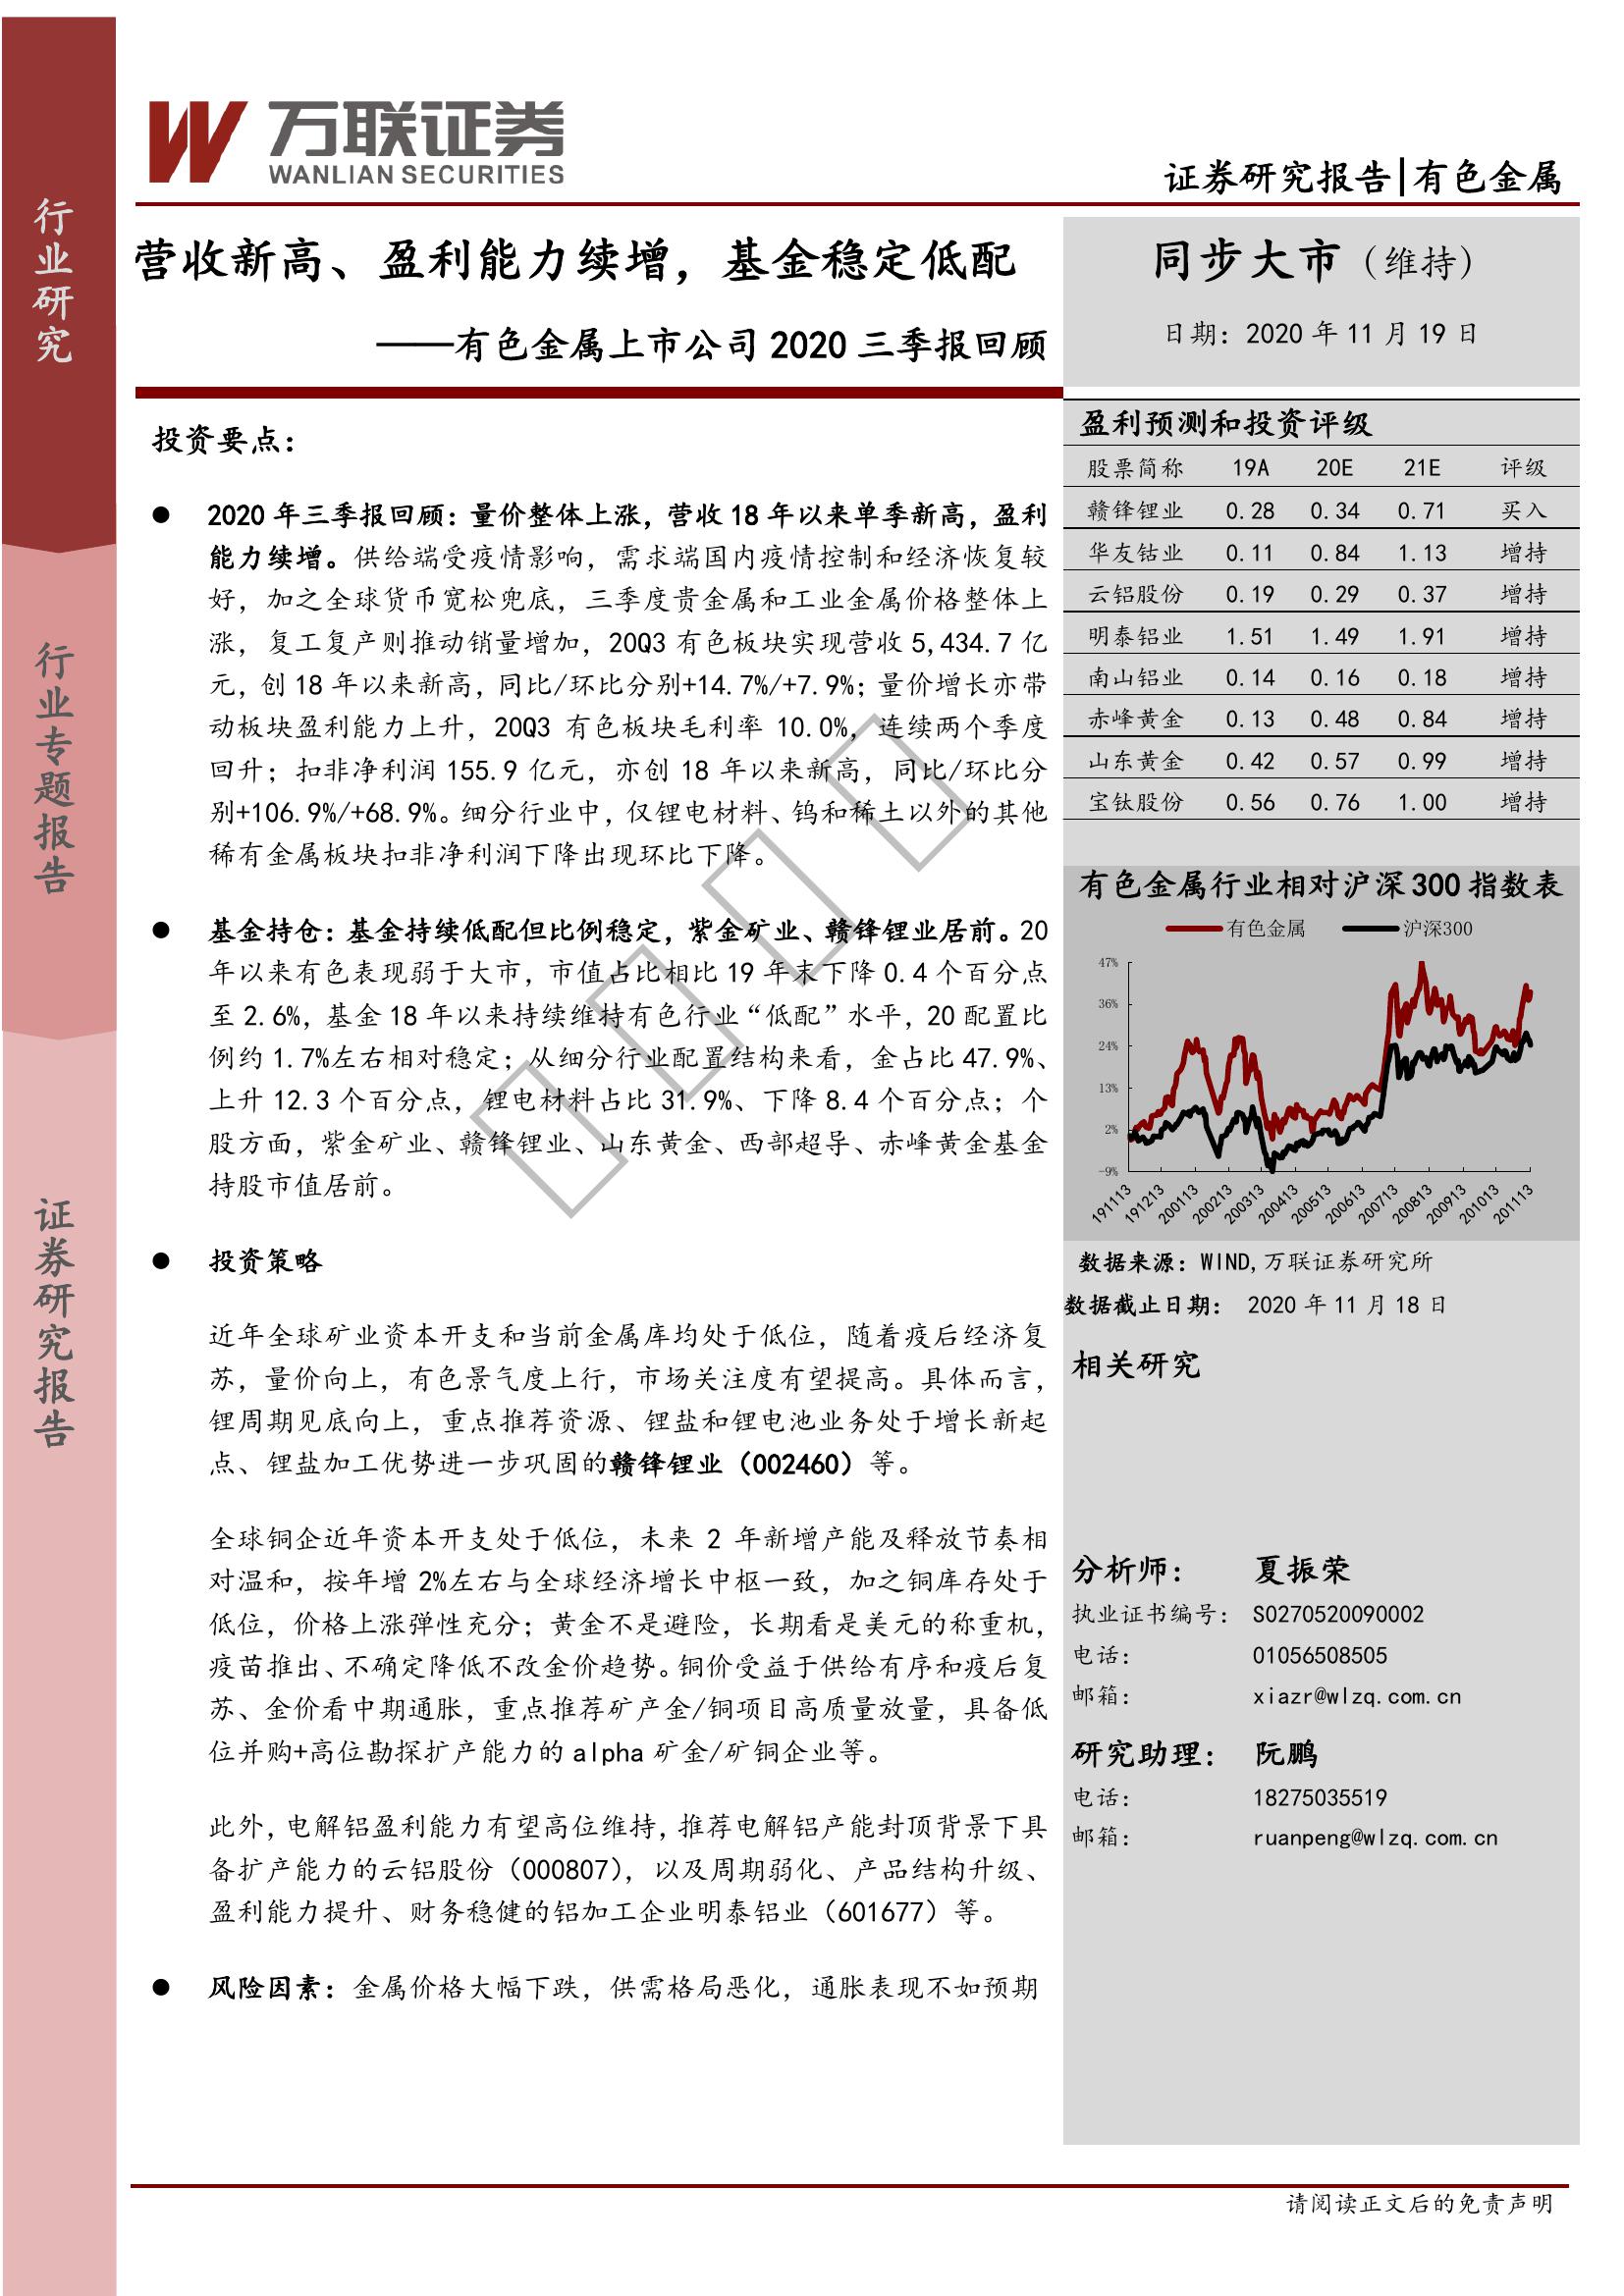 行业研究
行业专题报告
证券研究报告
万联证券
WANLIAN SECURITIES
证券研究报告|有色金属
营收新高、盈利能力续增，基金稳定低配
——有色金属上市公司 2020 三季报回顾
同步大市（维持）
日期：2020 年 11 月 19 日
投资要点：
● 2020 年三季报回顾：量价整体上涨，营收 18 年以来单季新高，盈利
能力续增。供给端受疫情影响，需求端国内疫情控制和经济恢复较
好，加之全球货币宽松兜底，三季度贵金属和工业金属价格整体上
涨，复工复产则推动销量增加，20Q3 有色板块实现营收 5,434.7 亿
元，创 18 年以来新高，同比/环比分别+14.7%/+7.9%；量价增长亦带
动板块盈利能力上升，20Q3 有色板块毛利率 10.0%，连续两个季度
回升；扣非净利润 155.9 亿元，亦创 18 年以来新高，同比/环比分
别+106.9%/+68.9%。细分行业中，仅锂电材料、钨和稀土以外的其他
稀有金属板块扣非净利润下降出现环比下降。
● 基金持仓：基金持续低配但比例稳定，紫金矿业、赣锋锂业居前。20
年以来有色表现弱于大市，市值占比相比 19 年末下降 0.4 个百分点
至 2.6%，基金 18 年以来持续维持有色行业“低配”水平，20 配置比
例约 1.7%左右相对稳定；从细分行业配置结构来看，金占比 47.9%、
上升 12.3 个百分点，锂电材料占比 31.9%、下降 8.4 个百分点；个
股方面，紫金矿业、赣锋锂业、山东黄金、西部超导、赤峰黄金基金
持股市值居前。
● 投资策略
近年全球矿业资本开支和当前金属库均处于低位，随着疫后经济复
苏，量价向上，有色景气度上行，市场关注度有望提高。具体而言，
锂周期见底向上，重点推荐资源、锂盐和锂电池业务处于增长新起
点、锂盐加工优势进一步巩固的赣锋锂业（002460）等。
全球铜企近年资本开支处于低位，未来 2 年新增产能及释放节奏相
对温和，按年增 2%左右与全球经济增长中枢一致，加之铜库存处于
低位，价格上涨弹性充分；黄金不是避险，长期看是美元的称重机，
疫苗推出、不确定降低不改金价趋势。铜价受益于供给有序和疫后复
苏、金价看中期通胀，重点推荐矿产金/铜项目高质量放量，具备低
位并购+高位勘探扩产能力的 alpha 矿金/矿铜企业等。
此外，电解铝盈利能力有望高位维持，推荐电解铝产能封顶背景下具
备扩产能力的云铝股份（000807），以及周期弱化、产品结构升级、
盈利能力提升、财务稳健的铝加工企业明泰铝业（601677）等。
● 风险因素：金属价格大幅下跌，供需格局恶化，通胀表现不如预期
盈利预测和投资评级
股票简称 19A 20E 21E 评级
赣锋锂业 0.28 0.34 0.71 买入
华友钴业 0.11 0.84 1.13 增持
云铝股份 0.19 0.29 0.37 增持
明泰铝业 1.51 1.49 1.91 增持
南山铝业 0.14 0.16 0.18 增持
赤峰黄金 0.13 0.48 0.84 增持
山东黄金 0.42 0.57 0.99 增持
宝钛股份 0.56 0.76 1.00 增持
有色金属行业相对沪深 300 指数表
有色金属 沪深300
47%
36%
24%
13%
2%
-9%
191113 191213 200113 200213 200313 200413 200513 200613 200713 200813 200913 201013 201113
数据来源：WIND,万联证券研究所
数据截止日期： 2020 年 11 月 18 日
相关研究
分析师： 夏振荣
执业证书编号： S0270520090002
电话： 01056508505
邮箱： xiazr@wlzq.com.cn
研究助理： 阮鹏
电话： 18275035519
邮箱： ruanpeng@wlzq.com.cn
请阅读正文后的免责声明